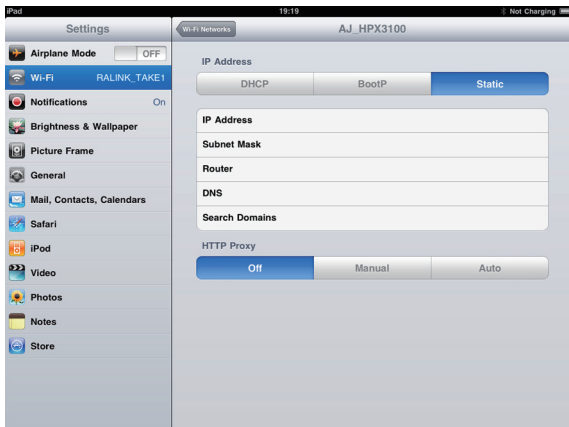 iPad 19:19 Not Charging
Settings
Wi-Fi Networks AJ_HPX3100
Airplane Mode OFF
Wi-Fi RALINK_TAKE1
Notifications On
Brightness & Wallpaper
Picture Frame
General
Mail, Contacts, Calendars
Safari
iPod
Video
Photos
Notes
Store
IP Address
DHCP BootP Static
IP Address
Subnet Mask
Router
DNS
Search Domains
HTTP Proxy
Off Manual Auto